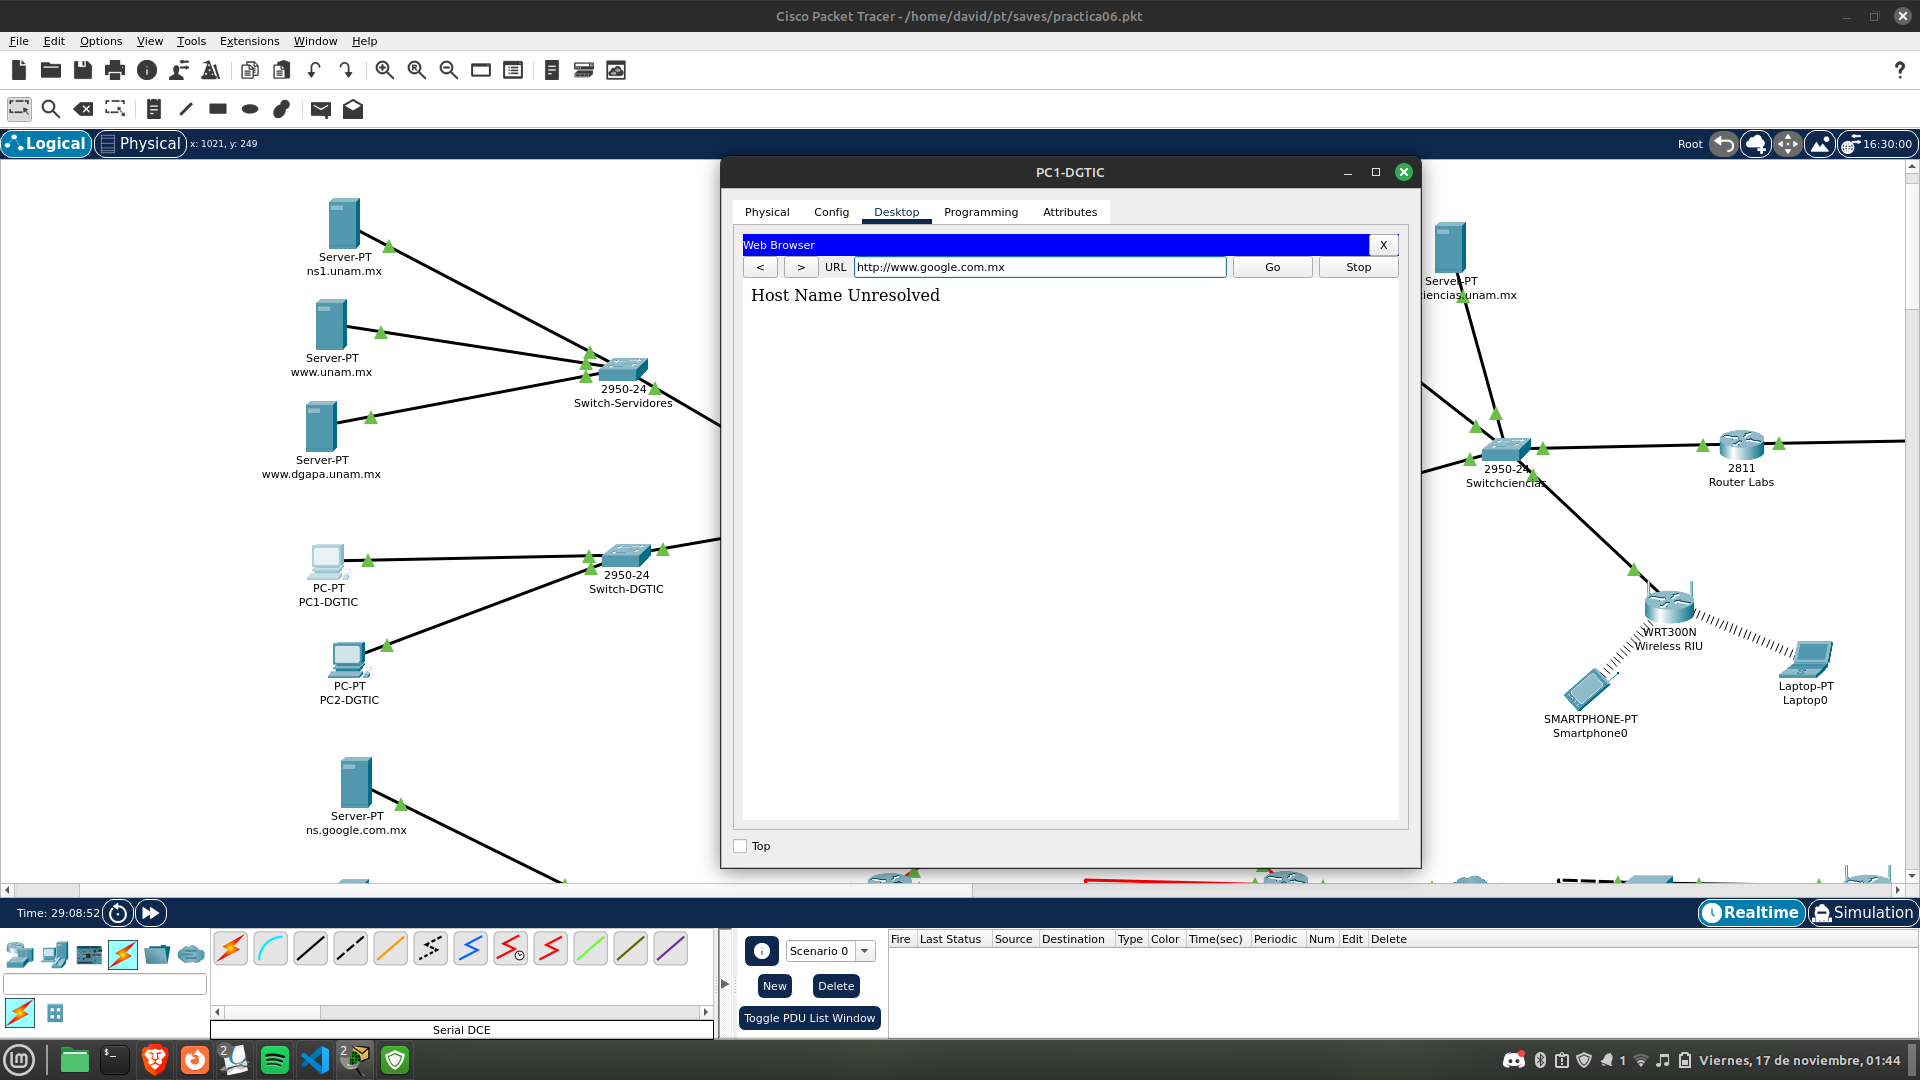 Cisco Packet Tracer - /home/david/pt/saves/practica06.pkt
File Edit Options View Tools Extensions Window Help
?
Logical Physical x: 1021, y: 249 Root 16:30:00
PC1-DGTIC
Physical Config Desktop Programming Attributes
Web Browser X
< > URL http://www.google.com.mx Go Stop
Host Name Unresolved
Top
Server-PT
ns1.unam.mx
Server-PT
www.unam.mx
Server-PT
www.dgapa.unam.mx
2950-24
Switch-Servidores
PC-PT
PC1-DGTIC
2950-24
Switch-DGTIC
PC-PT
PC2-DGTIC
Server-PT
ns.google.com.mx
Server-PT
iencias.unam.mx
2950-24
Switchciencias
2811
Router Labs
WRT300N
Wireless RIU
Laptop-PT
Laptop0
SMARTPHONE-PT
Smartphone0
Time: 29:08:52 Realtime Simulation
Serial DCE
Scenario 0
New Delete
Toggle PDU List Window
Fire Last Status Source Destination Type Color Time(sec) Periodic Num Edit Delete
2 2 1 Viernes, 17 de noviembre, 01:44